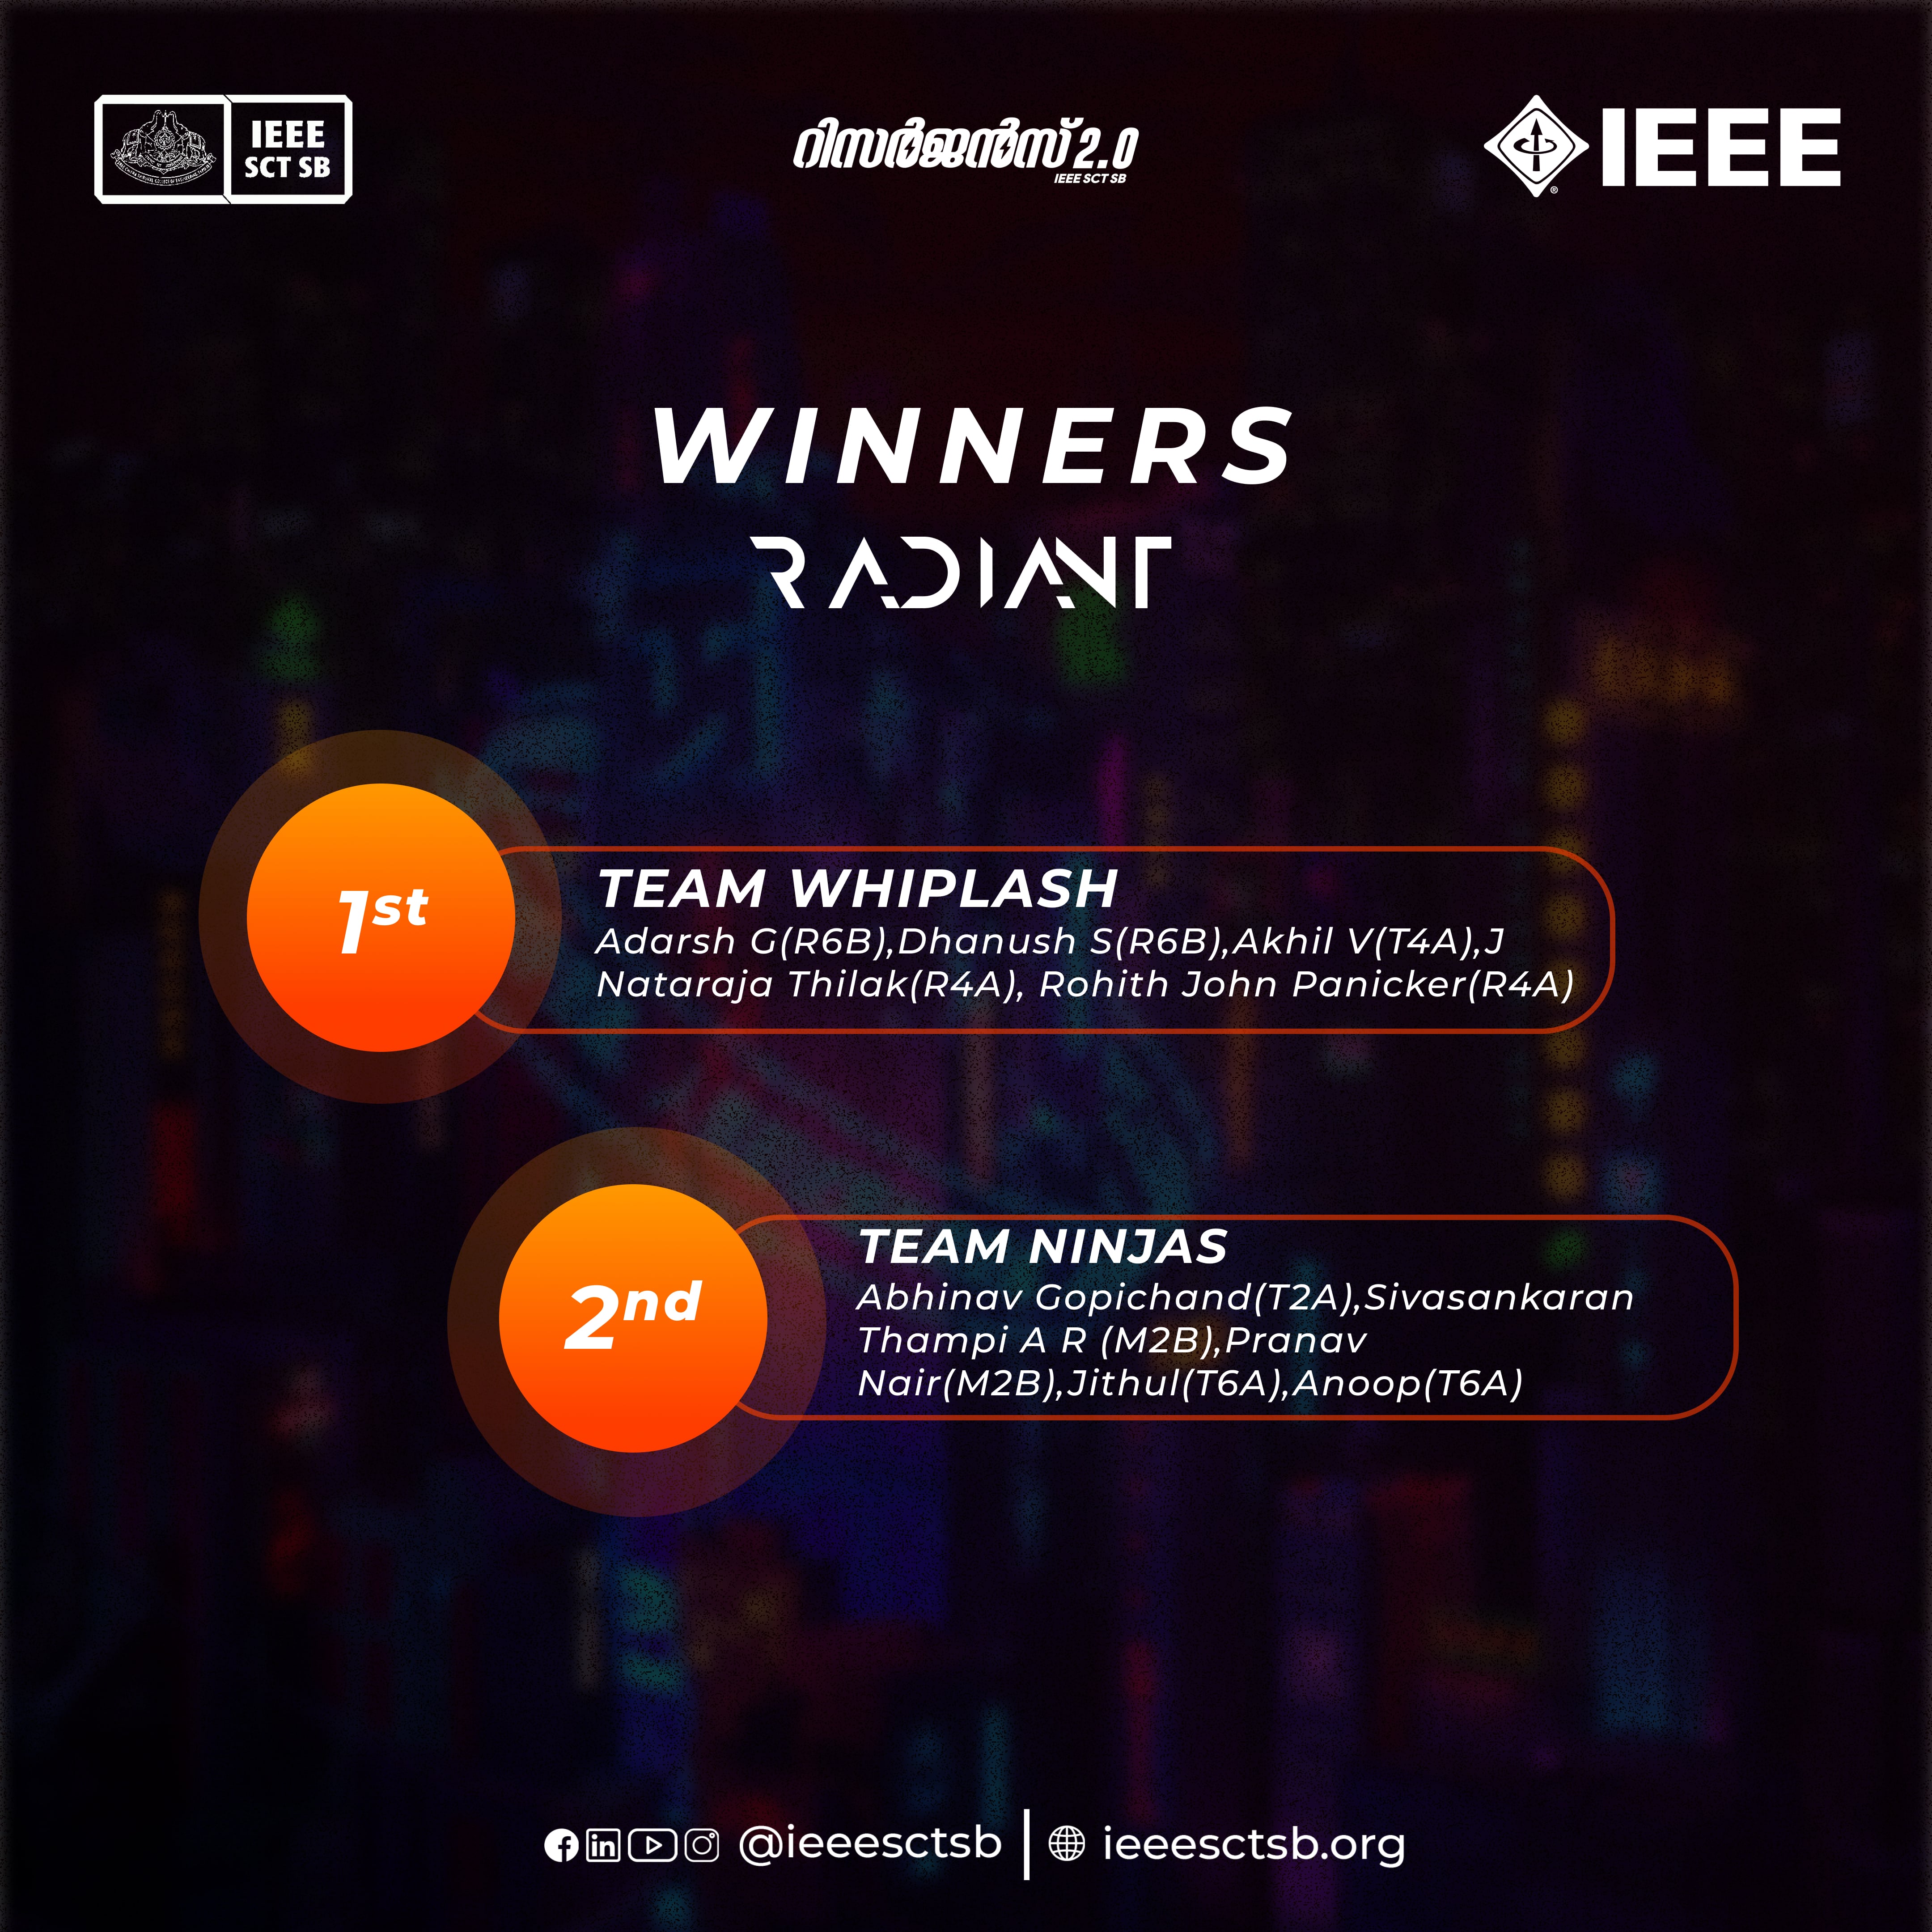 IEEE
SCT SB
റിസർജൻസ് 2.0
IEEE SCT SB
IEEE
WINNERS
RADIANT
1st
TEAM WHIPLASH
Adarsh G(R6B),Dhanush S(R6B),Akhil V(T4A),J
Nataraja Thilak(R4A), Rohith John Panicker(R4A)
2nd
TEAM NINJAS
Abhinav Gopichand(T2A),Sivasankaran
Thampi A R (M2B),Pranav
Nair(M2B),Jithul(T6A),Anoop(T6A)
@ieeesctsb | ieeesctsb.org